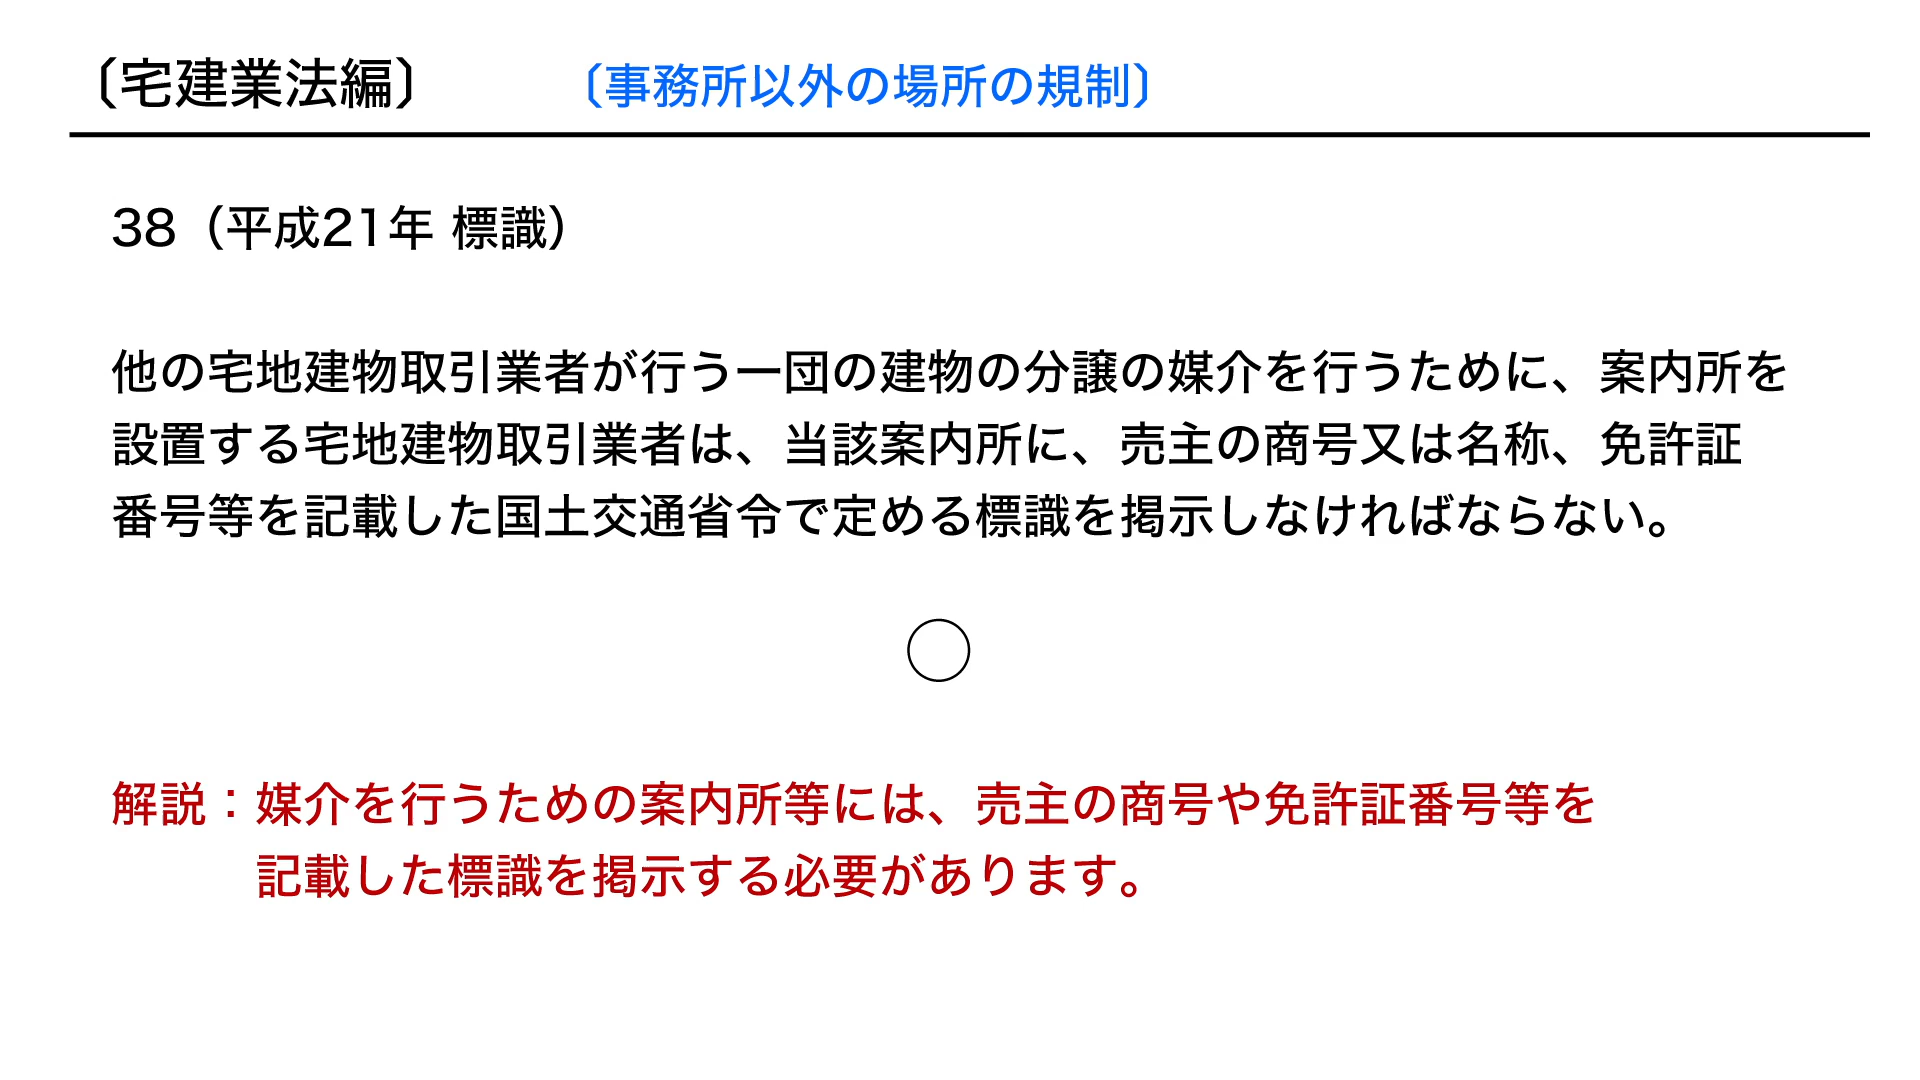 〔宅建業法編〕 〔事務所以外の場所の規制〕
38（平成21年 標識）
他の宅地建物取引業者が行う一団の建物の分譲の媒介を行うために、案内所を
設置する宅地建物取引業者は、当該案内所に、売主の商号又は名称、免許証
番号等を記載した国土交通省令で定める標識を掲示しなければならない。
◯
解説：媒介を行うための案内所等には、売主の商号や免許証番号等を
記載した標識を掲示する必要があります。